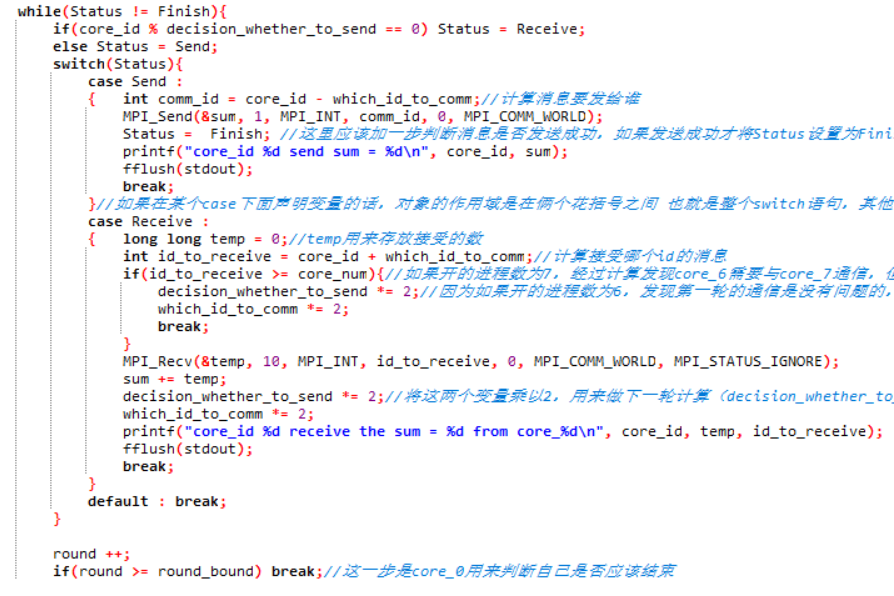 while(Status != Finish){
if(core_id % decision_whether_to_send == 0) Status = Receive;
else Status = Send;
switch(Status){
case Send :
{ int comm_id = core_id - which_id_to_comm;//计算消息要发给谁
MPI_Send(&sum, 1, MPI_INT, comm_id, 0, MPI_COMM_WORLD);
Status = Finish; //这里应该加一步判断消息是否发送成功，如果发送成功才将Status设置为Fini
printf("core_id %d send sum = %d\n", core_id, sum);
fflush(stdout);
break;
}//如果在某个case下面声明变量的话，对象的作用域是在俩个花括号之间 也就是整个switch语句，其他
case Receive :
{ long long temp = 0;//temp用来存放接受的数
int id_to_receive = core_id + which_id_to_comm;//计算接受哪个id的消息
if(id_to_receive >= core_num){//如果开的进程数为7，经过计算发现core_6需要与core_7通信，但
decision_whether_to_send *= 2;//因为如果开的进程数为6，发现第一轮的通信是没有问题的，
which_id_to_comm *= 2;
break;
}
MPI_Recv(&temp, 10, MPI_INT, id_to_receive, 0, MPI_COMM_WORLD, MPI_STATUS_IGNORE);
sum += temp;
decision_whether_to_send *= 2;//将这两个变量乘以2，用来做下一轮计算（decision_whether_to_
which_id_to_comm *= 2;
printf("core_id %d receive the sum = %d from core_%d\n", core_id, temp, id_to_receive);
fflush(stdout);
break;
}
default : break;
}
round ++;
if(round >= round_bound) break;//这一步是core_0用来判断自己是否应该结束